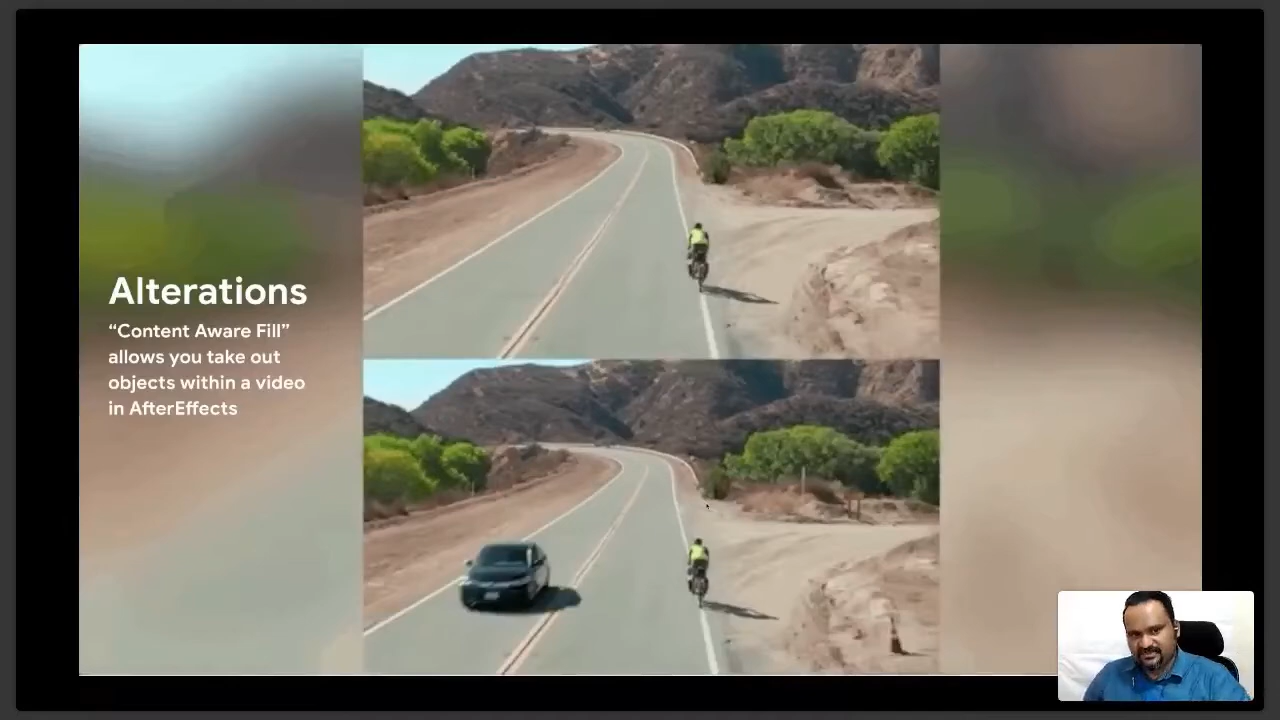 Alterations
“Content Aware Fill”
allows you take out
objects within a video
in AfterEffects